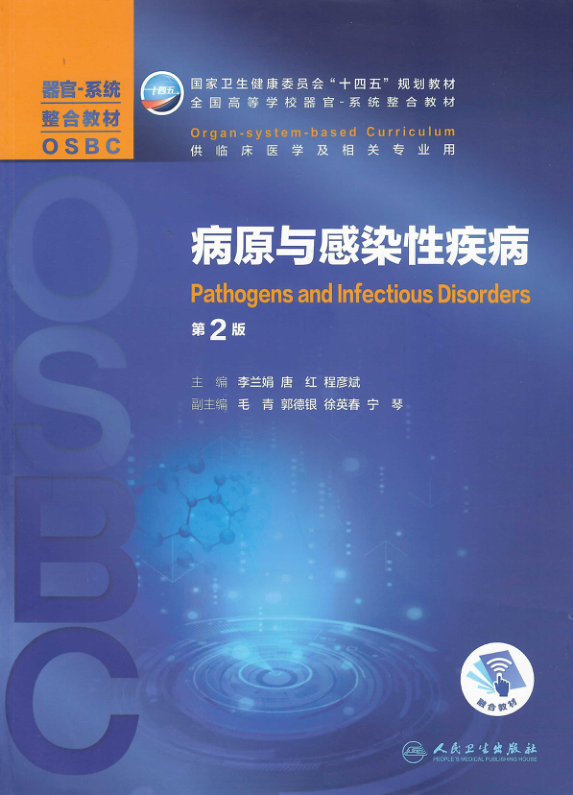 器官-系统
整合教材
OSBC
十四五
国家卫生健康委员会“十四五”规划教材
全国高等学校器官-系统整合教材
Organ-system-based Curriculum
供临床医学及相关专业用
OSBC
病原与感染性疾病
Pathogens and Infectious Disorders
第2版
主 编 李兰娟 唐 红 程彦斌
副主编 毛 青 郭德银 徐英春 宁 琴
融合教材
人民卫生出版社
PEOPLE'S MEDICAL PUBLISHING HOUSE